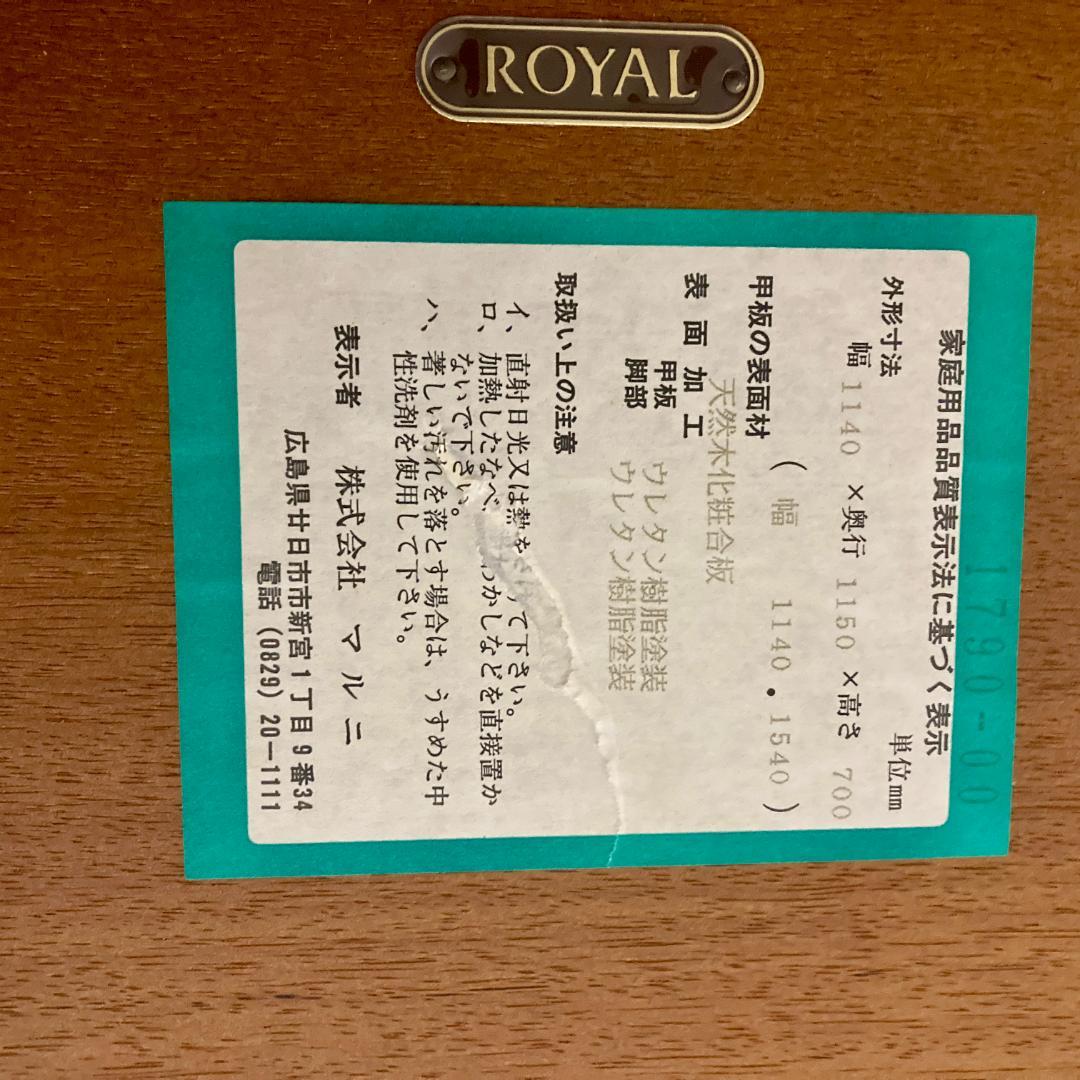 ROYAL
1790-00
家庭用品品質表示法に基づく表示
単位mm
外形寸法
幅 1140 ×奥行 1150 ×高さ 700
( 幅 1140・1540 )
甲板の表面材
天然木化粧合板
表面加工
甲板 ウレタン樹脂塗装
脚部 ウレタン樹脂塗装
取扱い上の注意
イ、直射日光又は熱を けて下さい。
ロ、加熱したなべ、 わかしなどを直接置か
ないで下さい。
ハ、著しい汚れを落とす場合は、うすめた中
性洗剤を使用して下さい。
表示者 株式会社 マルニ
広島県廿日市市新宮1丁目9番34
電話 (0829) 20-1111